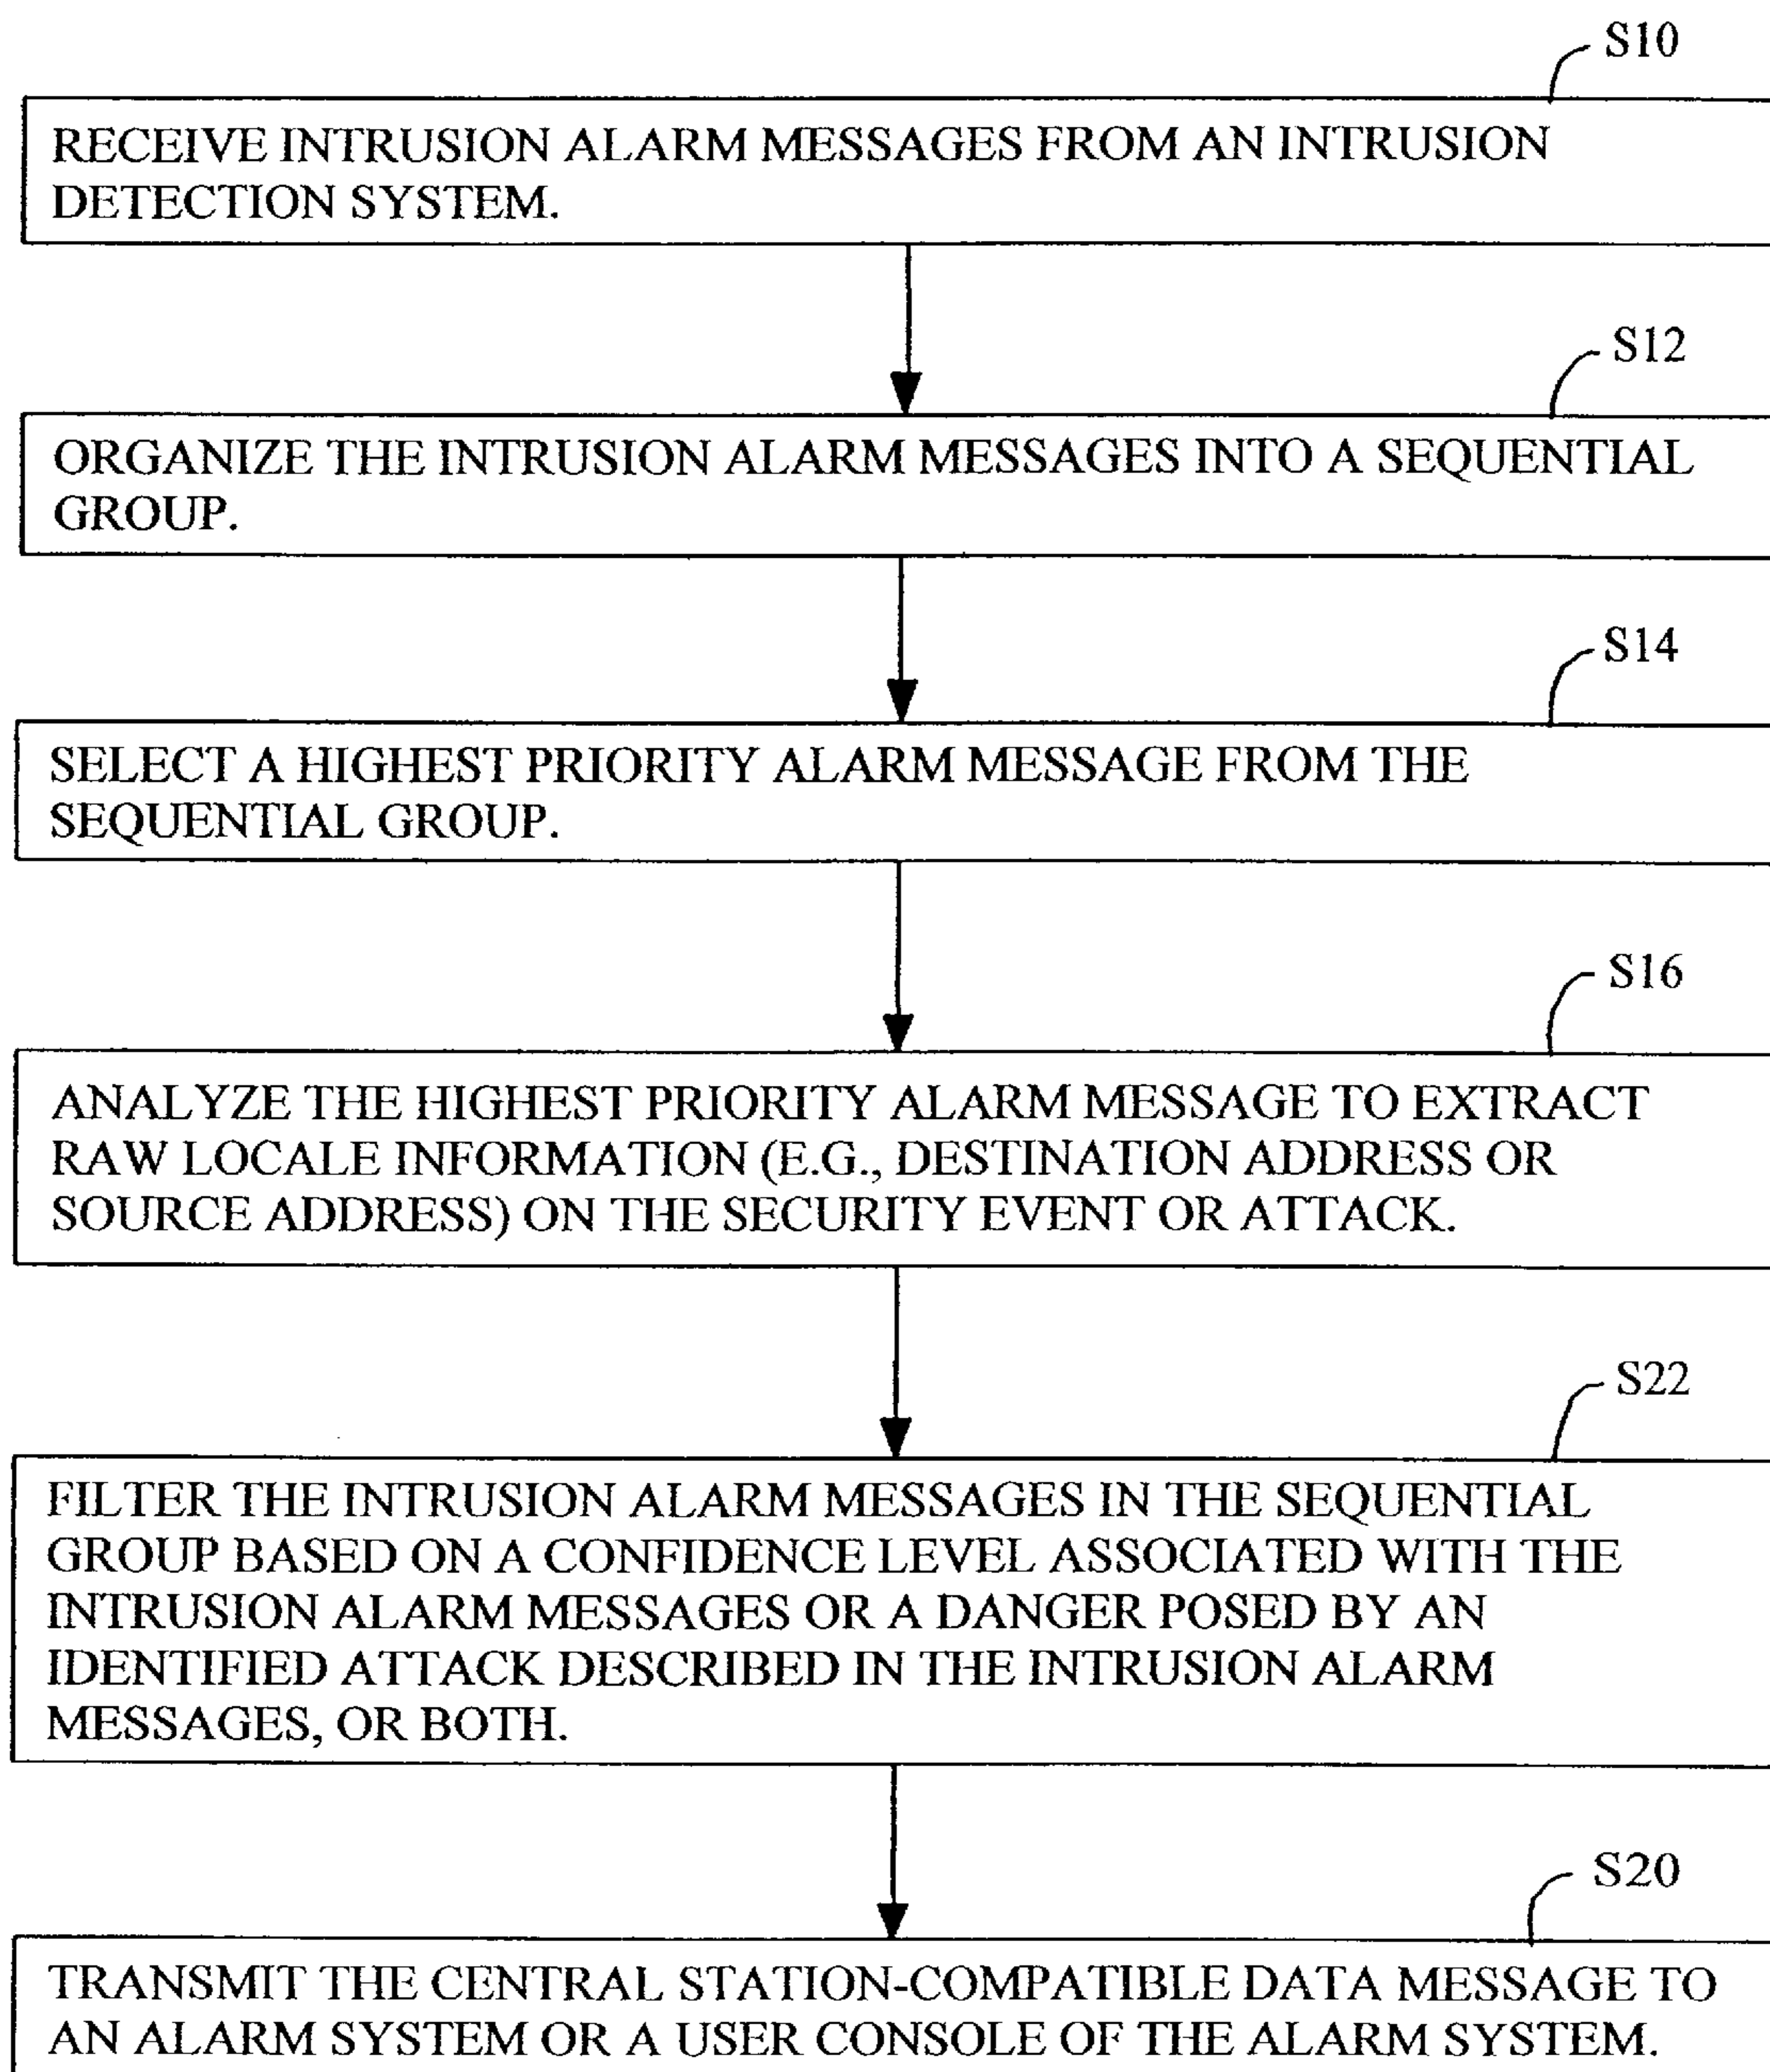 S10
RECEIVE INTRUSION ALARM MESSAGES FROM AN INTRUSION
DETECTION SYSTEM.
S12
ORGANIZE THE INTRUSION ALARM MESSAGES INTO A SEQUENTIAL
GROUP.
S14
SELECT A HIGHEST PRIORITY ALARM MESSAGE FROM THE
SEQUENTIAL GROUP.
S16
ANALYZE THE HIGHEST PRIORITY ALARM MESSAGE TO EXTRACT
RAW LOCALE INFORMATION (E.G., DESTINATION ADDRESS OR
SOURCE ADDRESS) ON THE SECURITY EVENT OR ATTACK.
S22
FILTER THE INTRUSION ALARM MESSAGES IN THE SEQUENTIAL
GROUP BASED ON A CONFIDENCE LEVEL ASSOCIATED WITH THE
INTRUSION ALARM MESSAGES OR A DANGER POSED BY AN
IDENTIFIED ATTACK DESCRIBED IN THE INTRUSION ALARM
MESSAGES, OR BOTH.
S20
TRANSMIT THE CENTRAL STATION-COMPATIBLE DATA MESSAGE TO
AN ALARM SYSTEM OR A USER CONSOLE OF THE ALARM SYSTEM.